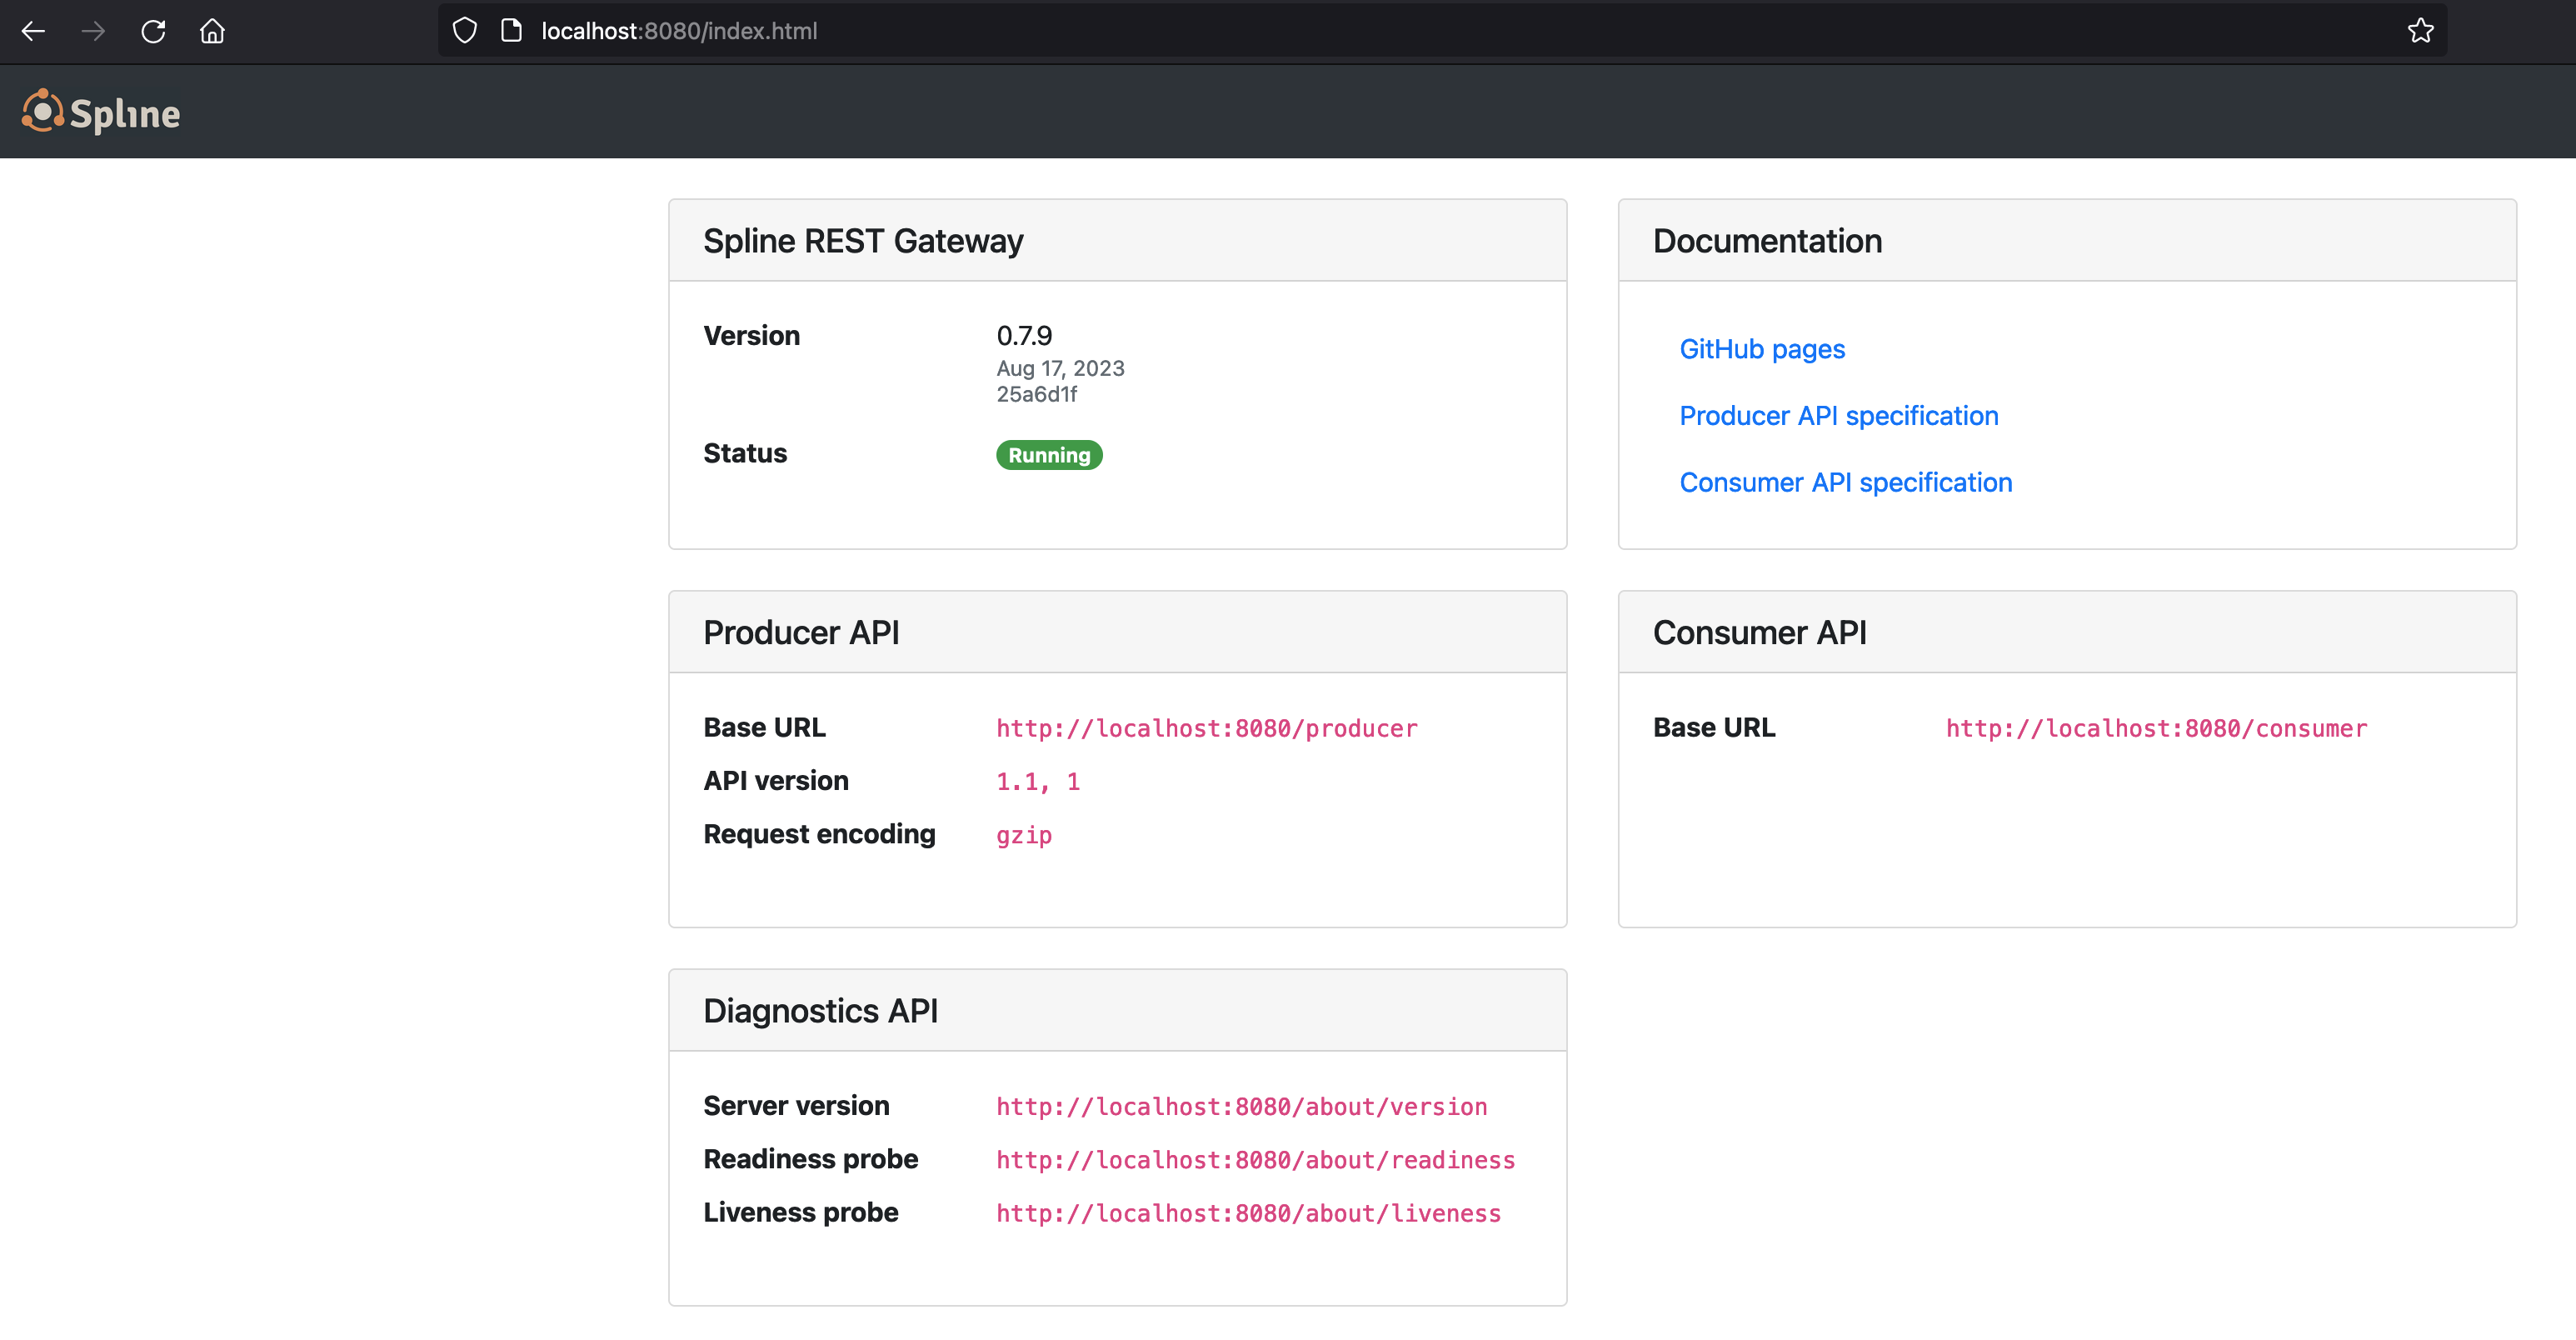 localhost:8080/index.html
Spline
Spline REST Gateway
Version 0.7.9
Aug 17, 2023
25a6d1f
Status Running
Documentation
GitHub pages
Producer API specification
Consumer API specification
Producer API
Base URL http://localhost:8080/producer
API version 1.1, 1
Request encoding gzip
Consumer API
Base URL http://localhost:8080/consumer
Diagnostics API
Server version http://localhost:8080/about/version
Readiness probe http://localhost:8080/about/readiness
Liveness probe http://localhost:8080/about/liveness